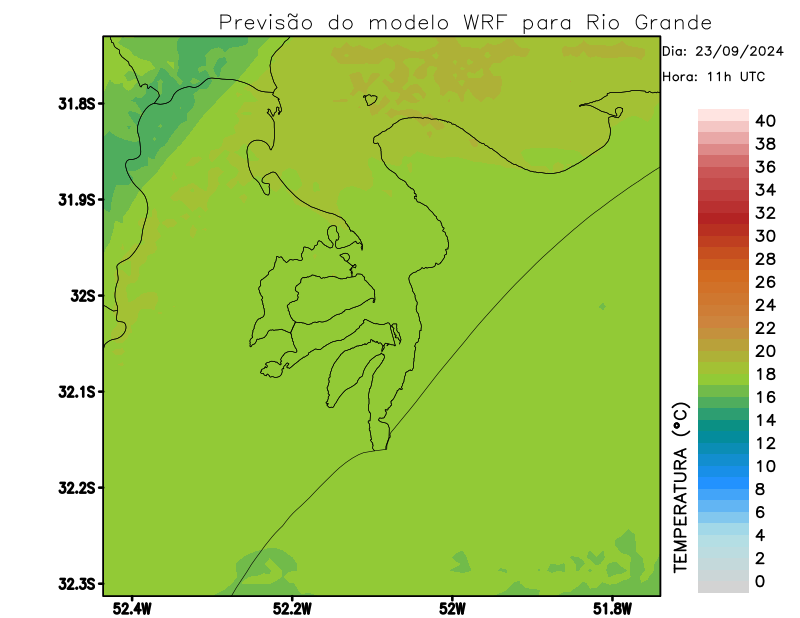 Previsão do modelo WRF para Rio Grande
Dia: 23/09/2024
Hora: 11h UTC
31.8S
31.9S
32S
32.1S
32.2S
32.3S
52.4W
52.2W
52W
51.8W
TEMPERATURA (ºC)
40
38
36
34
32
30
28
26
24
22
20
18
16
14
12
10
8
6
4
2
0